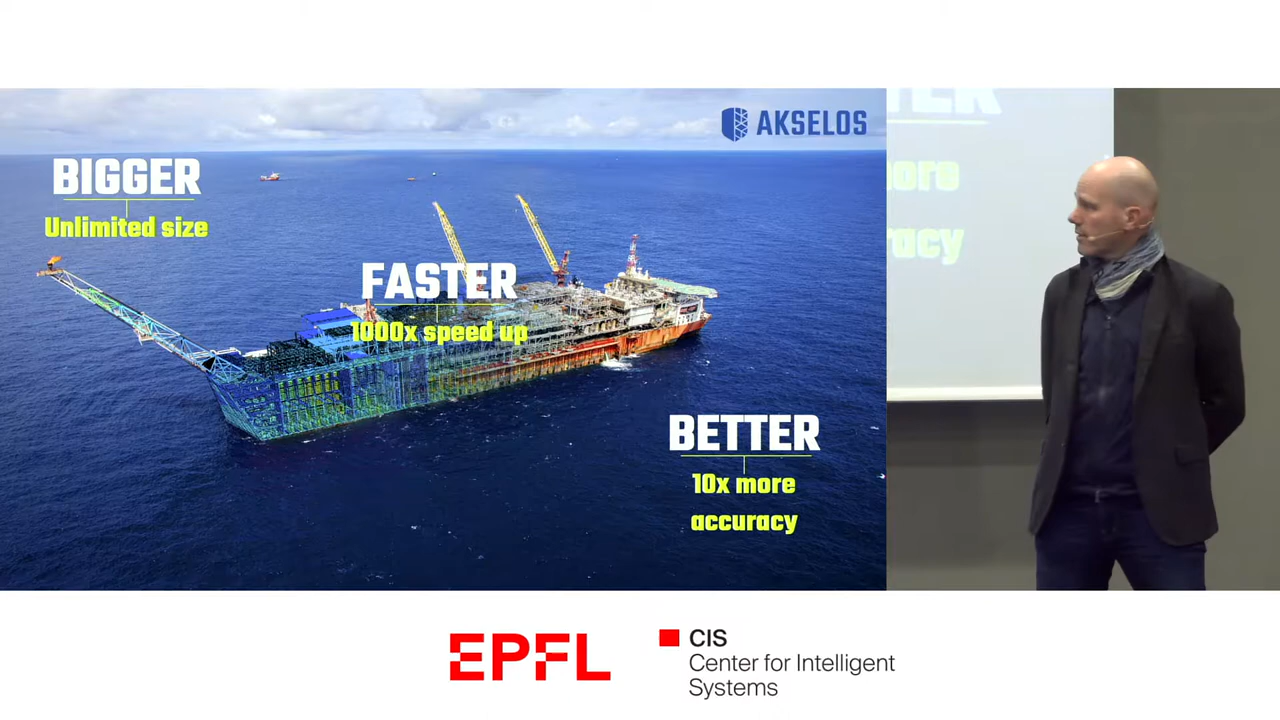 AKSELOS
BIGGER
Unlimited size
FASTER
1000x speed up
BETTER
10x more
accuracy
EPFL
CIS
Center for Intelligent
Systems